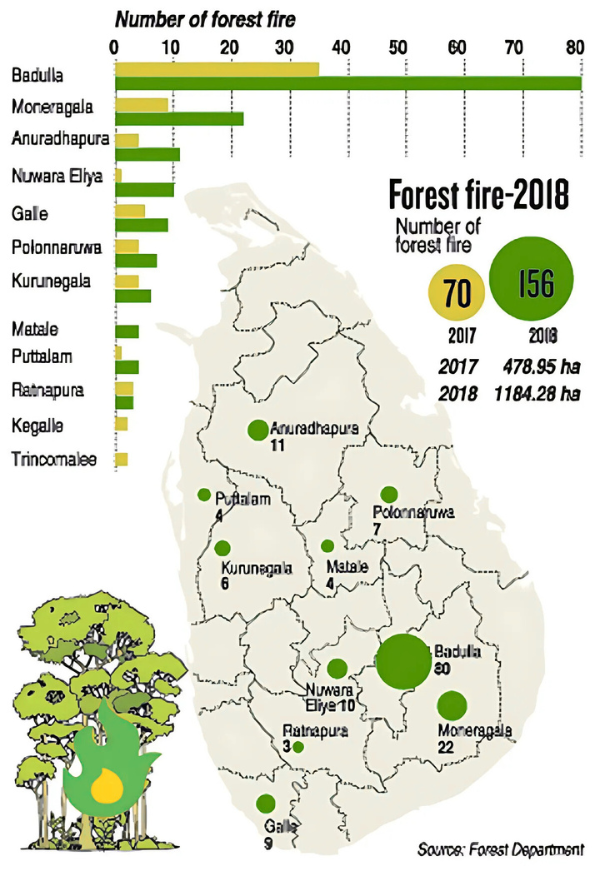 Number of forest fire
0 10 20 30 40 50 60 70 80
Badulla
Moneragala
Anuradhapura
Nuwara Eliya
Galle
Polonnaruwa
Kurunegala
Matale
Puttalam
Ratnapura
Kegalle
Trincomalee
Forest fire-2018
Number of
forest fire
70
156
2017
2018
2017 478.95 ha
2018 1184.28 ha
Anuradhapura
11
Puttalam
4
Polonnaruwa
7
Kurunegala
6
Matale
4
Badulla
80
Nuwara
Eliya 10
Moneragala
22
Ratnapura
3
Galle
9
Source: Forest Department